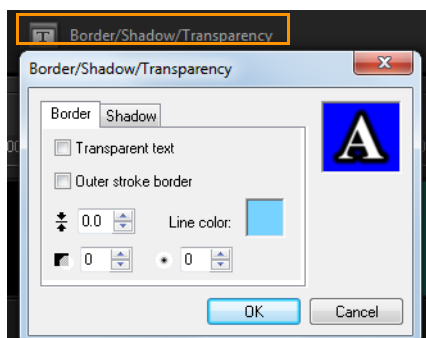 Border/Shadow/Transparency
Border/Shadow/Transparency
Border Shadow
Transparent text
Outer stroke border
0.0 Line color:
0 0
A
OK Cancel